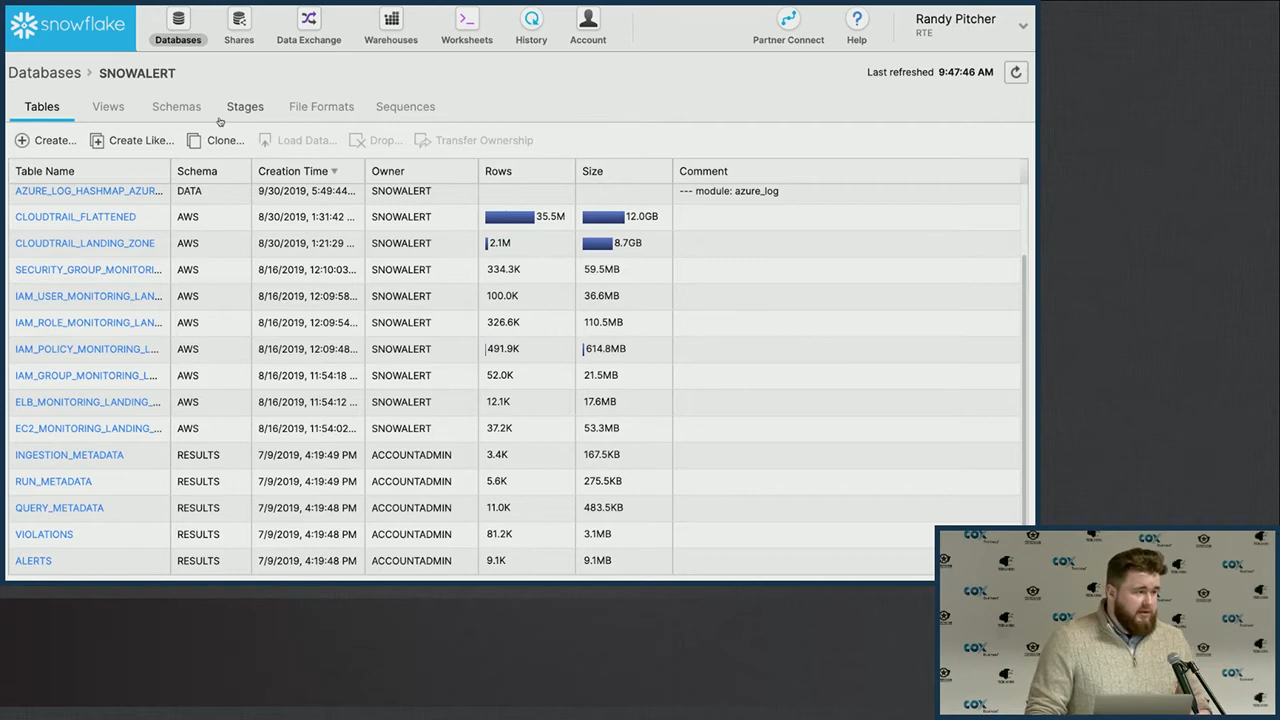 snowflake
Databases
Shares
Data Exchange
Warehouses
Worksheets
History
Account
Partner Connect
Help
Randy Pitcher
RTE
Databases > SNOWALERT
Last refreshed 9:47:46 AM
Tables Views Schemas Stages File Formats Sequences
Create... Create Like... Clone... Load Data... Drop... Transfer Ownership
Table Name Schema Creation Time Owner Rows Size Comment
AZURE_LOG_HASHMAP_AZUR... DATA 9/30/2019, 5:49:44... SNOWALERT --- module: azure_log
CLOUDTRAIL_FLATTENED AWS 8/30/2019, 1:31:42 ... SNOWALERT 35.5M 12.0GB
CLOUDTRAIL_LANDING_ZONE AWS 8/30/2019, 1:21:29 ... SNOWALERT 2.1M 8.7GB
SECURITY_GROUP_MONITORI... AWS 8/16/2019, 12:10:03... SNOWALERT 334.3K 59.5MB
IAM_USER_MONITORING_LAN... AWS 8/16/2019, 12:09:58... SNOWALERT 100.0K 36.6MB
IAM_ROLE_MONITORING_LAN... AWS 8/16/2019, 12:09:54... SNOWALERT 326.6K 110.5MB
IAM_POLICY_MONITORING_L... AWS 8/16/2019, 12:09:48... SNOWALERT 491.9K 614.8MB
IAM_GROUP_MONITORING_L... AWS 8/16/2019, 11:54:18 ... SNOWALERT 52.0K 21.5MB
ELB_MONITORING_LANDING_... AWS 8/16/2019, 11:54:12 ... SNOWALERT 12.1K 17.6MB
EC2_MONITORING_LANDING_... AWS 8/16/2019, 11:54:02... SNOWALERT 37.2K 53.3MB
INGESTION_METADATA RESULTS 7/9/2019, 4:19:49 PM ACCOUNTADMIN 3.4K 167.5KB
RUN_METADATA RESULTS 7/9/2019, 4:19:49 PM ACCOUNTADMIN 5.6K 275.5KB
QUERY_METADATA RESULTS 7/9/2019, 4:19:48 PM ACCOUNTADMIN 11.0K 483.5KB
VIOLATIONS RESULTS 7/9/2019, 4:19:48 PM ACCOUNTADMIN 81.2K 3.1MB
ALERTS RESULTS 7/9/2019, 4:19:48 PM ACCOUNTADMIN 9.1K 9.1MB
COX
COX
COX
COX
COX
COX
COX